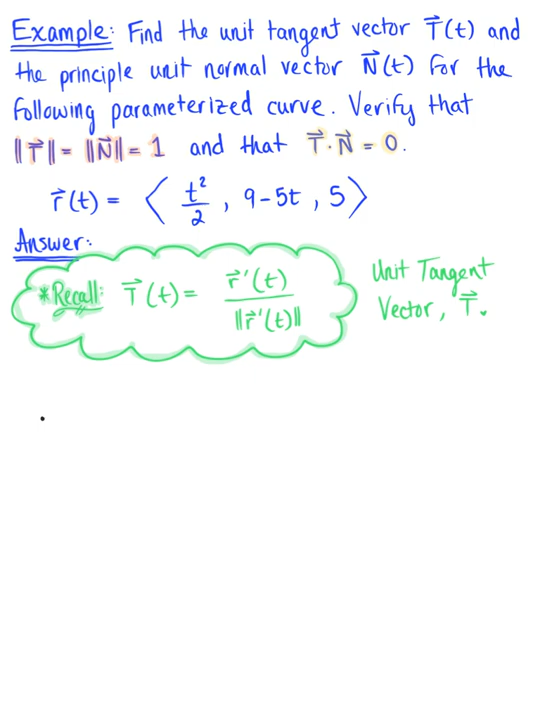 Example: Find the unit tangent vector T⃗(t) and
the principle unit normal vector N⃗(t) for the
following parameterized curve. Verify that
‖T⃗‖ = ‖N⃗‖ = 1 and that T⃗·N⃗ = 0.
r⃗(t) = ⟨ t²/2 , 9-5t , 5 ⟩
Answer:
*Recall: T⃗(t) = r⃗'(t) / ‖r⃗'(t)‖
Unit Tangent
Vector, T⃗.